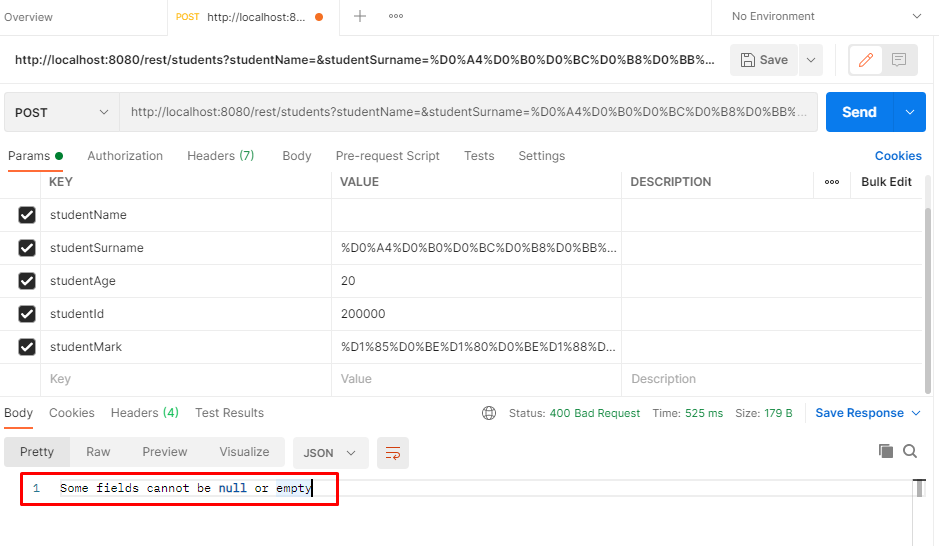 Overview
POST http://localhost:8...
No Environment
http://localhost:8080/rest/students?studentName=&studentSurname=%D0%A4%D0%B0%D0%BC%D0%B8%D0%BB%...
Save
POST
http://localhost:8080/rest/students?studentName=&studentSurname=%D0%A4%D0%B0%D0%BC%D0%B8%D0%BB%...
Send
Params Authorization Headers (7) Body Pre-request Script Tests Settings Cookies
KEY VALUE DESCRIPTION Bulk Edit
studentName
studentSurname %D0%A4%D0%B0%D0%BC%D0%B8%D0%BB%...
studentAge 20
studentId 200000
studentMark %D1%85%D0%BE%D1%80%D0%BE%D1%88%D...
Key Value Description
Body Cookies Headers (4) Test Results Status: 400 Bad Request Time: 525 ms Size: 179 B Save Response
Pretty Raw Preview Visualize JSON
1 Some fields cannot be null or empty